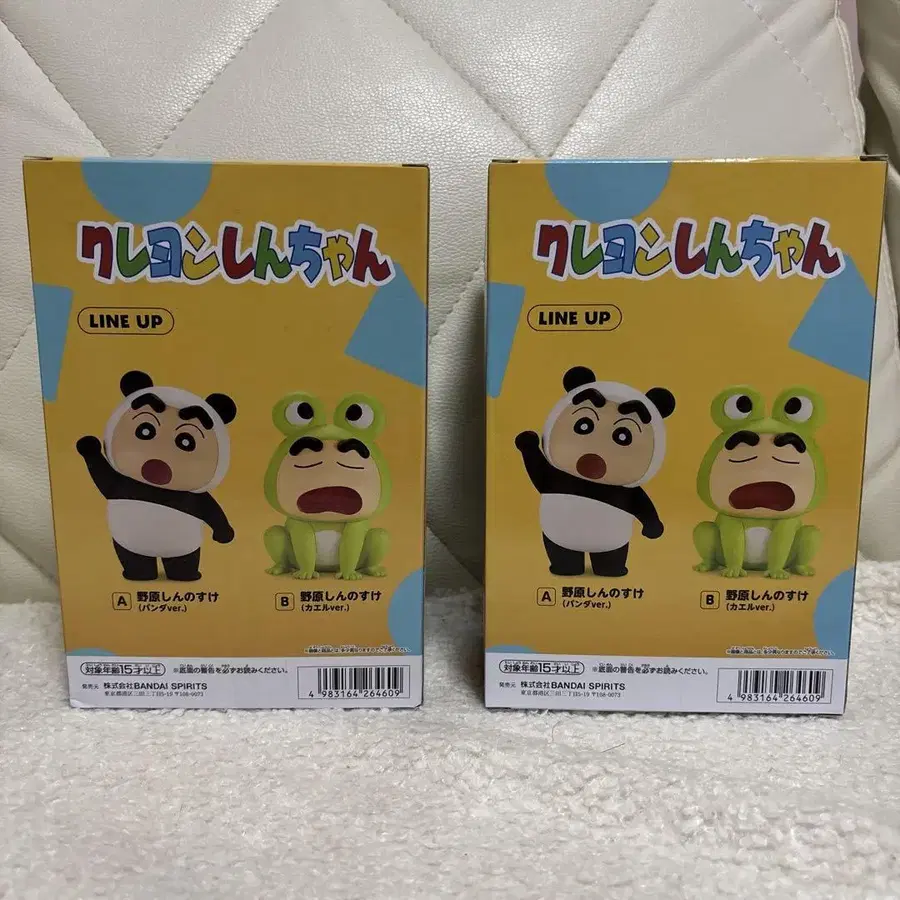 クレヨンしんちゃん
LINE UP
A 野原しんのすけ
(パンダver.)
B 野原しんのすけ
(カエルver.)
対象年齢15才以上 ※底面の警告を必ずお読みください。
発売元 株式会社BANDAI SPIRITS
4 983164 264609
クレヨンしんちゃん
LINE UP
A 野原しんのすけ
(パンダver.)
B 野原しんのすけ
(カエルver.)
対象年齢15才以上 ※底面の警告を必ずお読みください。
発売元 株式会社BANDAI SPIRITS
4 983164 264609